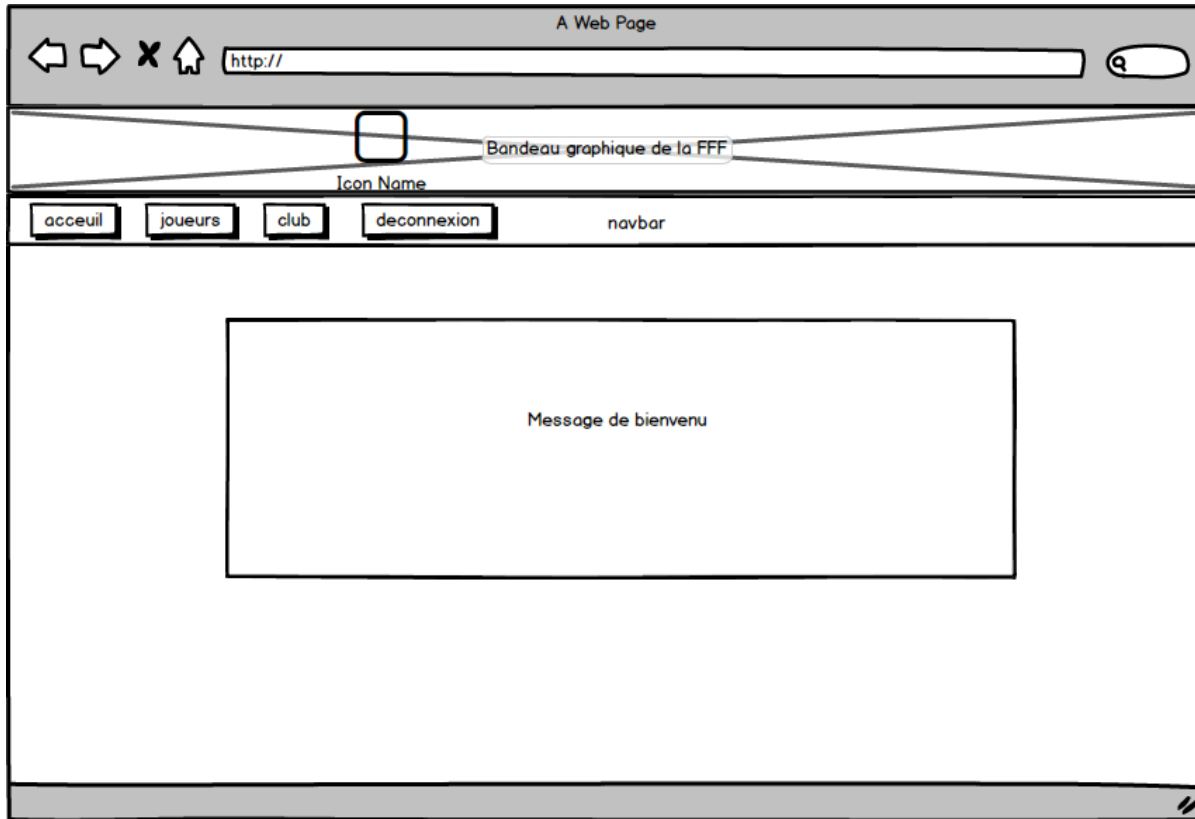 A Web Page
http://
Bandeau graphique de la FFF
Icon Name
acceuil joueurs club deconnexion navbar
Message de bienvenu